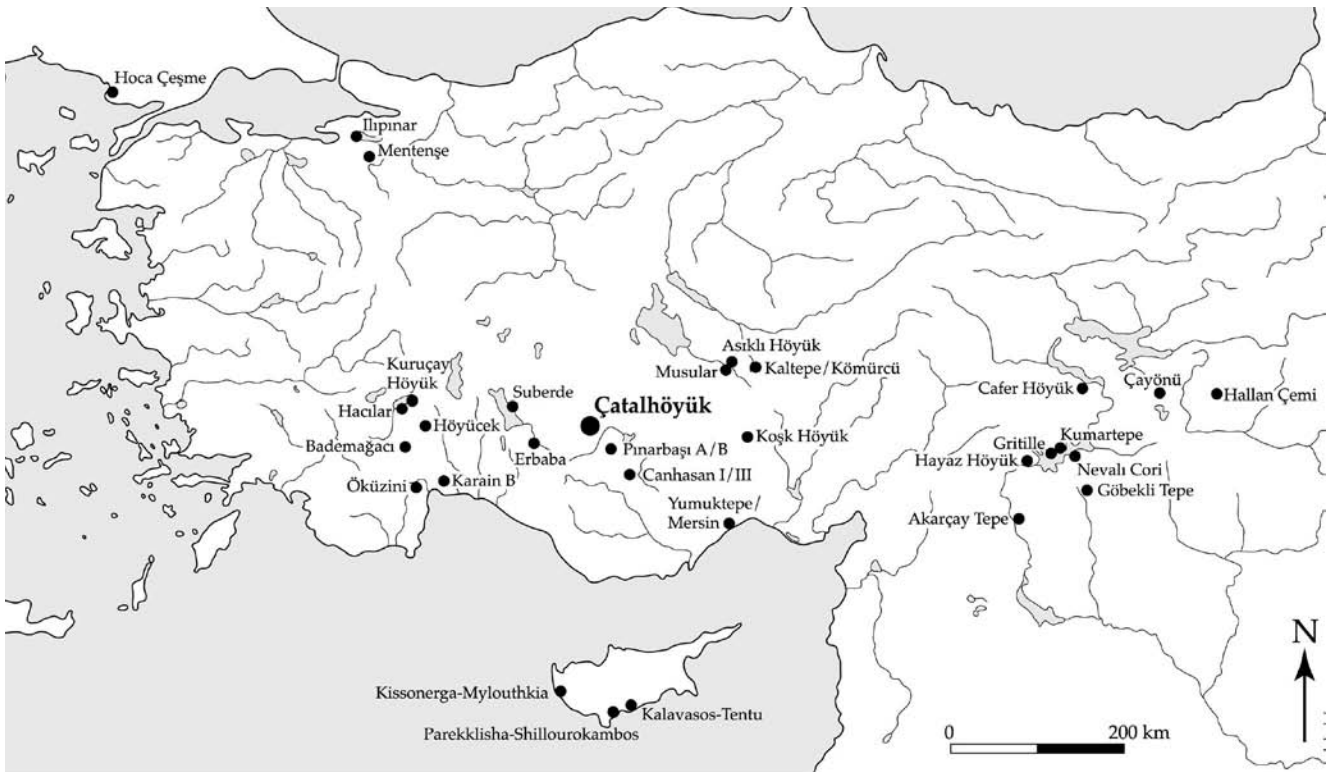 Hoca Çeşme
Ilıpınar
Mentenşe
Asıklı Höyük
Musular
Kaltepe/Kömürcü
Kuruçay
Höyük
Hacılar
Suberde
Çatalhöyük
Cafer Höyük
Çayönü
Hallan Çemi
Höyücek
Bademağacı
Erbaba
Pınarbaşı A/B
Koşk Höyük
Gritille
Kumartepe
Hayaz Höyük
Nevalı Cori
Öküzini
Karain B
Canhasan I/III
Göbekli Tepe
Yumuktepe/
Mersin
Akarçay Tepe
N
Kissonerga-Mylouthkia
Kalavasos-Tentu
Parekklisha-Shillourokambos
0
200 km